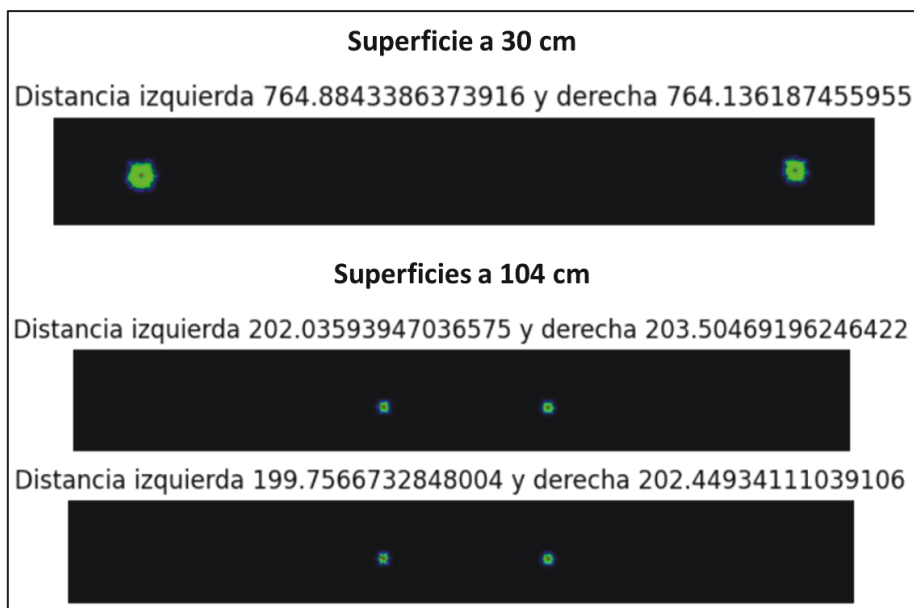 Superficie a 30 cm
Distancia izquierda 764.8843386373916 y derecha 764.136187455955
Superficies a 104 cm
Distancia izquierda 202.03593947036575 y derecha 203.50469196246422
Distancia izquierda 199.7566732848004 y derecha 202.44934111039106